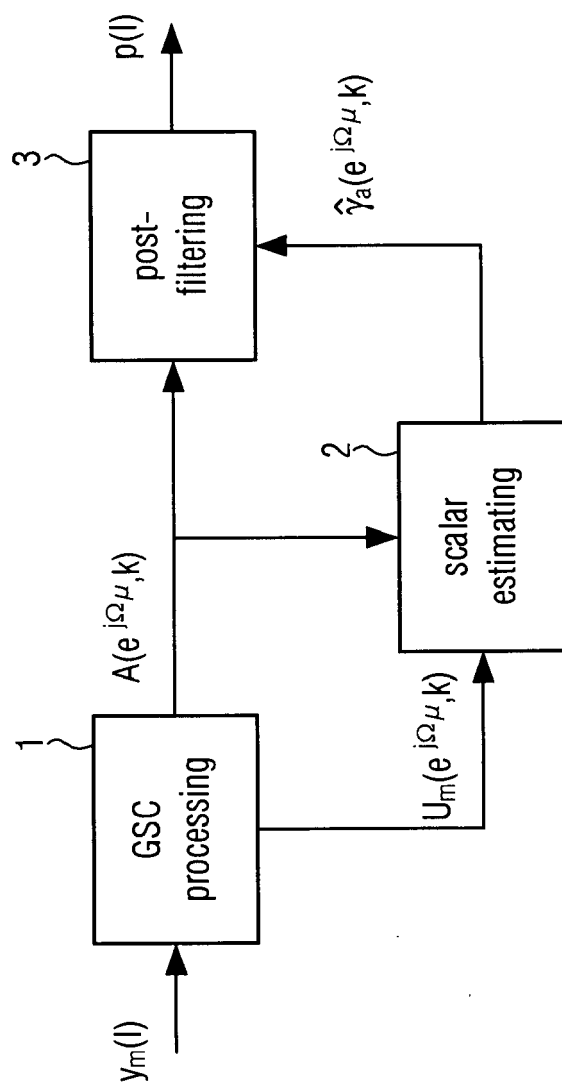 y_m(l)
1
GSC
processing
A(e^{jΩμ},k)
U_m(e^{jΩμ},k)
2
scalar
estimating
3
post-
filtering
γ̂_a(e^{jΩμ},k)
p(l)